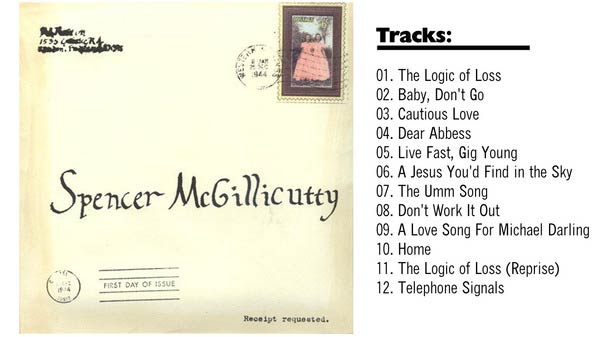 1944
Spencer McGillicutty
1944
FIRST DAY OF ISSUE
Receipt requested.
Tracks:
01. The Logic of Loss
02. Baby, Don't Go
03. Cautious Love
04. Dear Abbess
05. Live Fast, Gig Young
06. A Jesus You'd Find in the Sky
07. The Umm Song
08. Don't Work It Out
09. A Love Song For Michael Darling
10. Home
11. The Logic of Loss (Reprise)
12. Telephone Signals